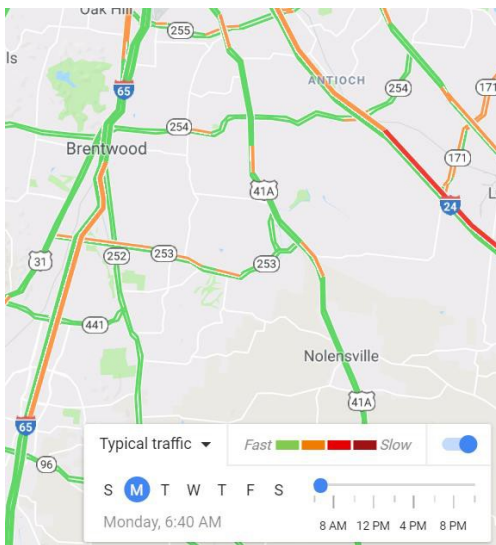 Oak Hill
255
ls
65
ANTIOCH
254
171
254
Brentwood
171
41A
24
L
31
252
253
253
441
Nolensville
41A
65
96
Typical traffic
Fast
Slow
S M T W T F S
Monday, 6:40 AM
8 AM 12 PM 4 PM 8 PM